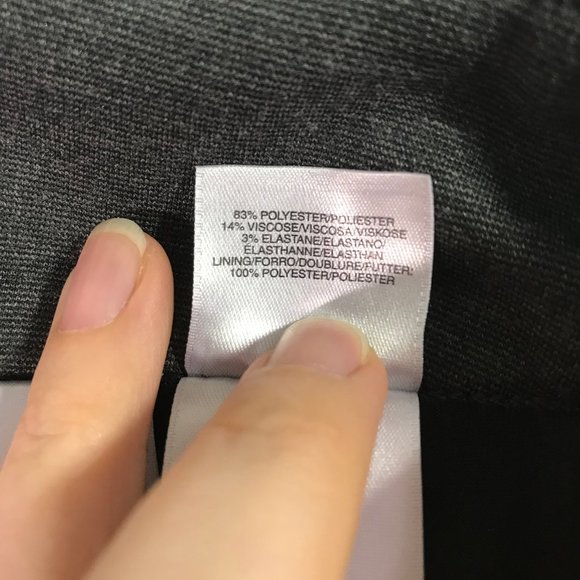 83% POLYESTER/POLIESTER
14% VISCOSE/VISCOSA/VISKOSE
3% ELASTANE/ELASTANO/
ELASTHANNE/ELASTHAN
LINING/FORRO/DOUBLURE/FUTTER:
100% POLYESTER/POLIESTER